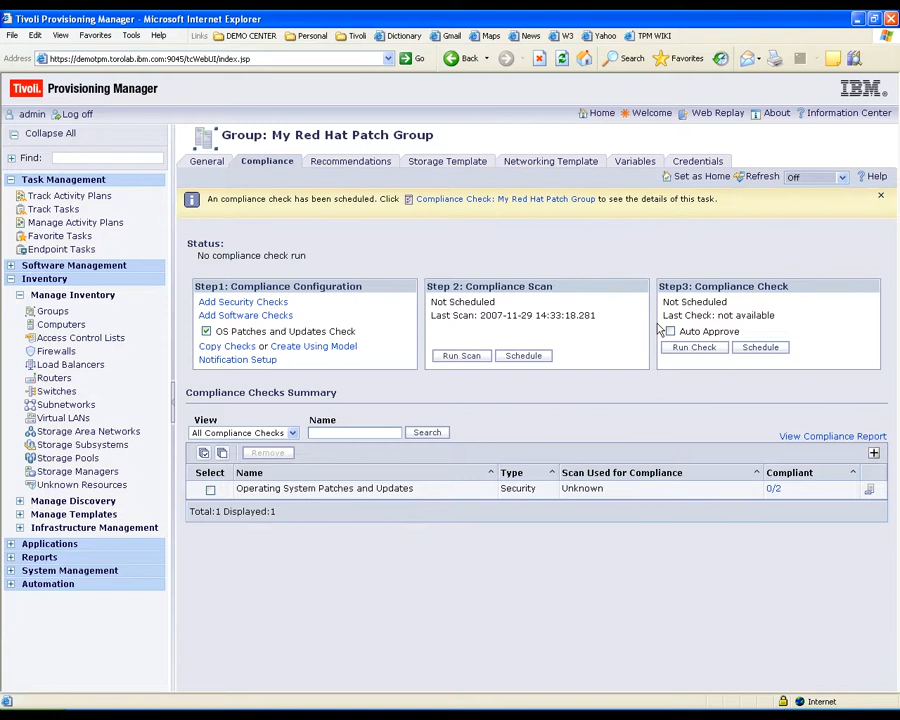 Tivoli Provisioning Manager - Microsoft Internet Explorer
File Edit View Favorites Tools Help Links DEMO CENTER Personal Tivoli Dictionary Gmail Maps News W3 Yahoo TPM WIKI
Address https://demotpm.torolab.ibm.com:9045/tcWebUI/index.jsp Go Back Search Favorites
Tivoli. Provisioning Manager IBM
admin Log off Home Welcome Web Replay About Information Center
Collapse All
Find:
Task Management
Track Activity Plans
Track Tasks
Manage Activity Plans
Favorite Tasks
Endpoint Tasks
Software Management
Inventory
Manage Inventory
Groups
Computers
Access Control Lists
Firewalls
Load Balancers
Routers
Switches
Subnetworks
Virtual LANs
Storage Area Networks
Storage Subsystems
Storage Pools
Storage Managers
Unknown Resources
Manage Discovery
Manage Templates
Infrastructure Management
Applications
Reports
System Management
Automation
Group: My Red Hat Patch Group
General Compliance Recommendations Storage Template Networking Template Variables Credentials
Set as Home Refresh Off Help
An compliance check has been scheduled. Click Compliance Check: My Red Hat Patch Group to see the details of this task.
Status:
No compliance check run
Step1: Compliance Configuration
Add Security Checks
Add Software Checks
OS Patches and Updates Check
Copy Checks or Create Using Model
Notification Setup
Step 2: Compliance Scan
Not Scheduled
Last Scan: 2007-11-29 14:33:18.281
Run Scan Schedule
Step3: Compliance Check
Not Scheduled
Last Check: not available
Auto Approve
Run Check Schedule
Compliance Checks Summary
View Name
All Compliance Checks Search
View Compliance Report
Remove
Select Name Type Scan Used for Compliance Compliant
Operating System Patches and Updates Security Unknown 0/2
Total:1 Displayed:1
Internet